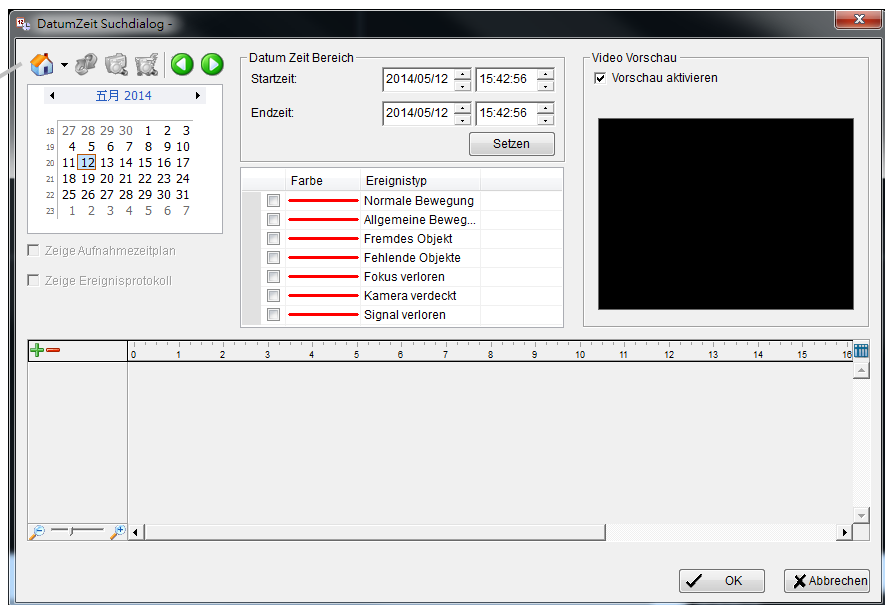 DatumZeit Suchdialog -
五月 2014
18 27 28 29 30 1 2 3
19 4 5 6 7 8 9 10
20 11 12 13 14 15 16 17
21 18 19 20 21 22 23 24
22 25 26 27 28 29 30 31
23 1 2 3 4 5 6 7
Zeige Aufnahmezeitplan
Zeige Ereignisprotokoll
Datum Zeit Bereich
Startzeit: 2014/05/12 15:42:56
Endzeit: 2014/05/12 15:42:56
Setzen
Farbe Ereignistyp
Normale Bewegung
Allgemeine Beweg...
Fremdes Objekt
Fehlende Objekte
Fokus verloren
Kamera verdeckt
Signal verloren
Video Vorschau
Vorschau aktivieren
0 1 2 3 4 5 6 7 8 9 10 11 12 13 14 15 16
OK
Abbrechen